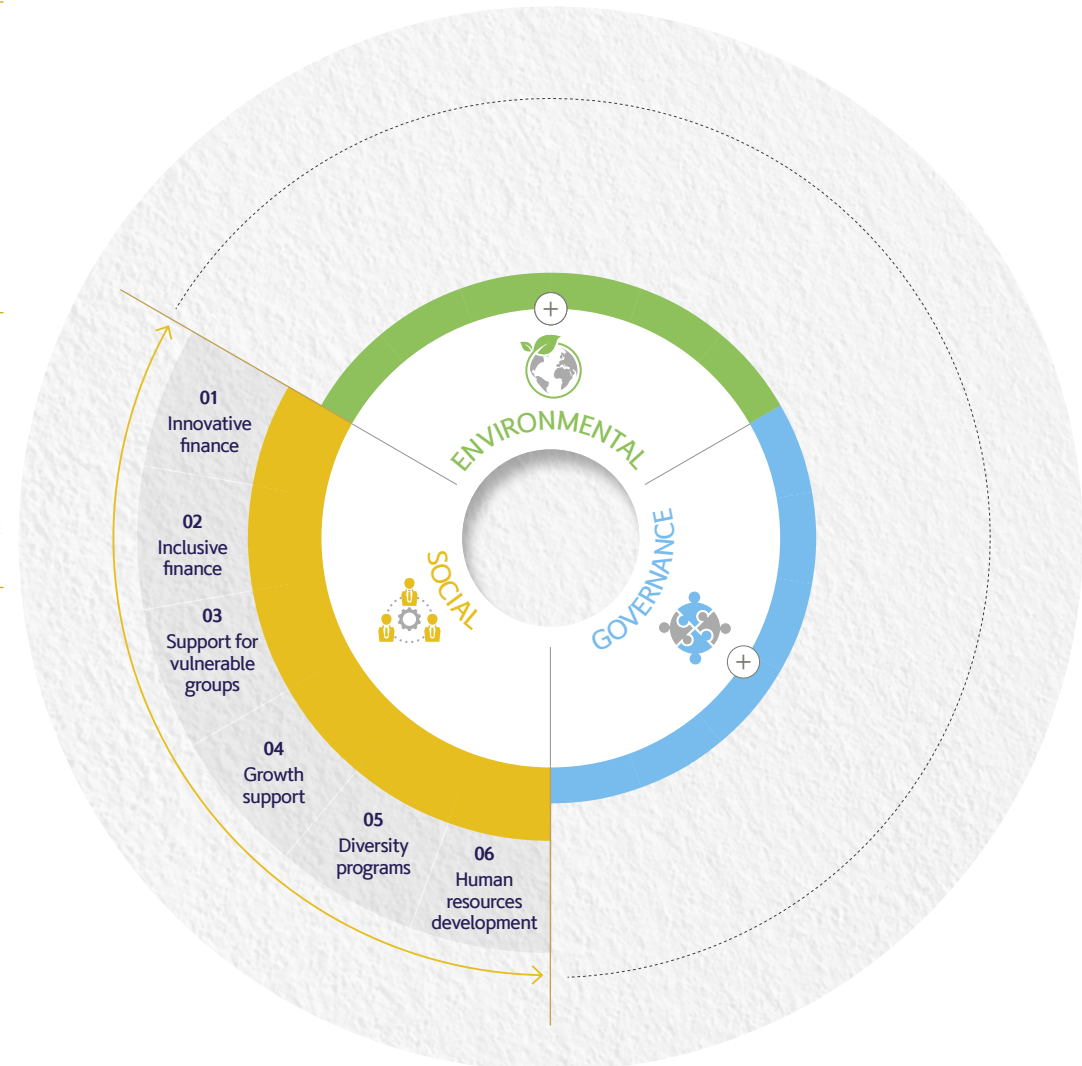 ENVIRONMENTAL
SOCIAL
GOVERNANCE
01
Innovative
finance
02
Inclusive
finance
03
Support for
vulnerable
groups
04
Growth
support
05
Diversity
programs
06
Human
resources
development